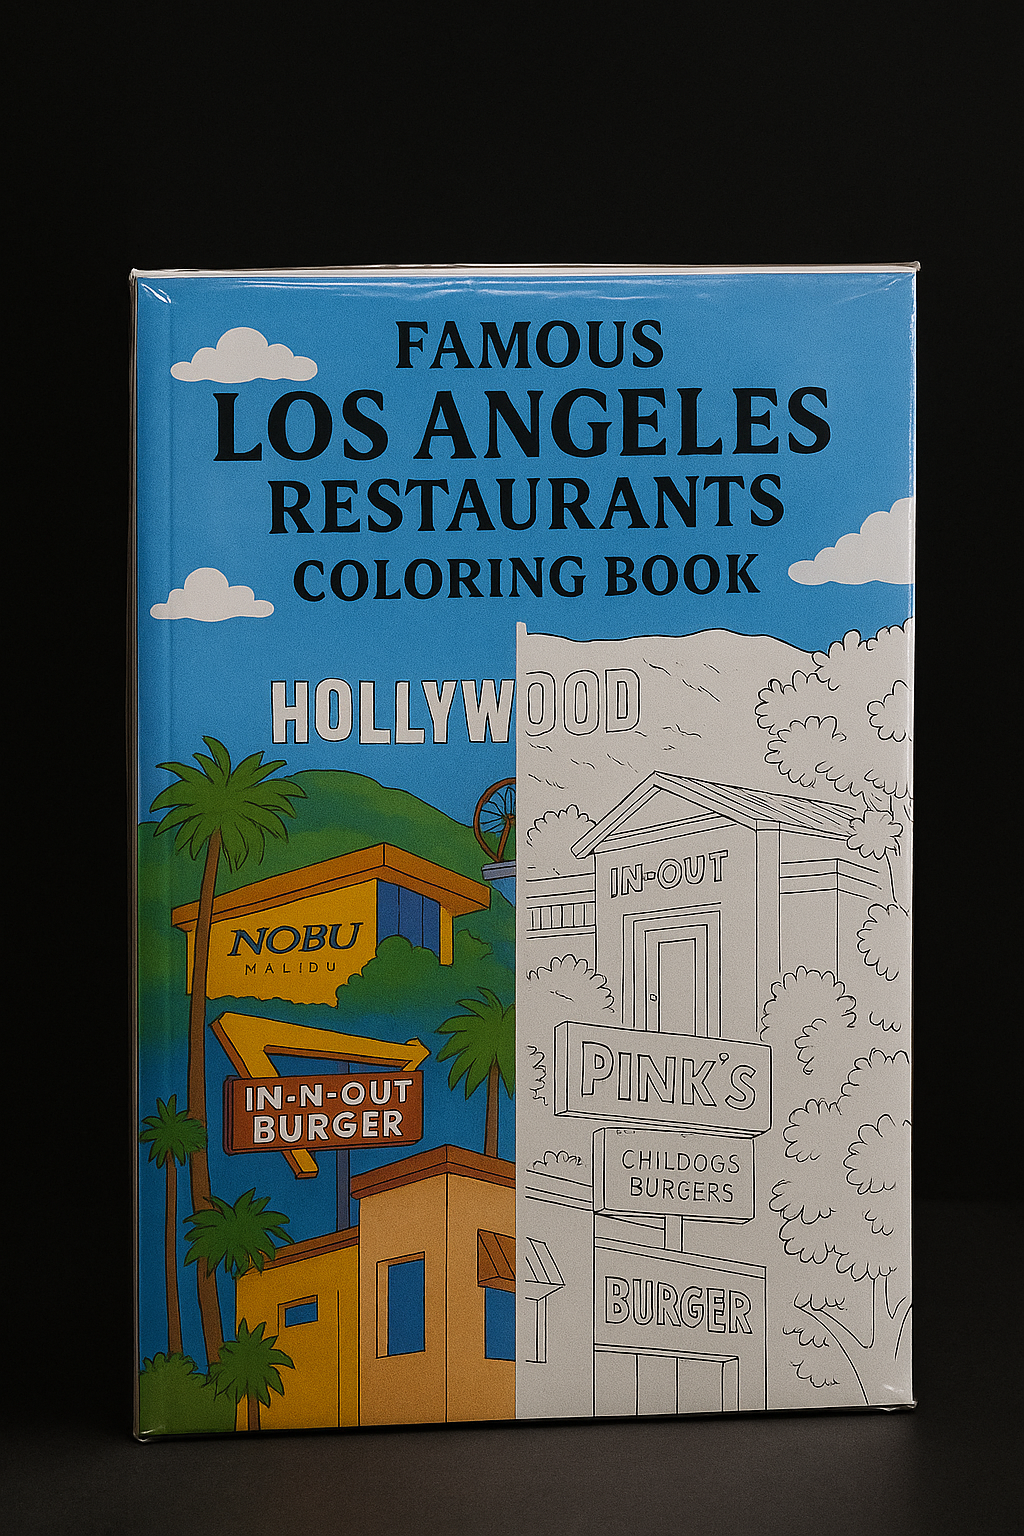 FAMOUS
LOS ANGELES
RESTAURANTS
COLORING BOOK
HOLLYWOOD
NOBU
MALIDU
IN-N-OUT
BURGER
IN-OUT
PINK'S
CHILDOGS
BURGERS
BURGER